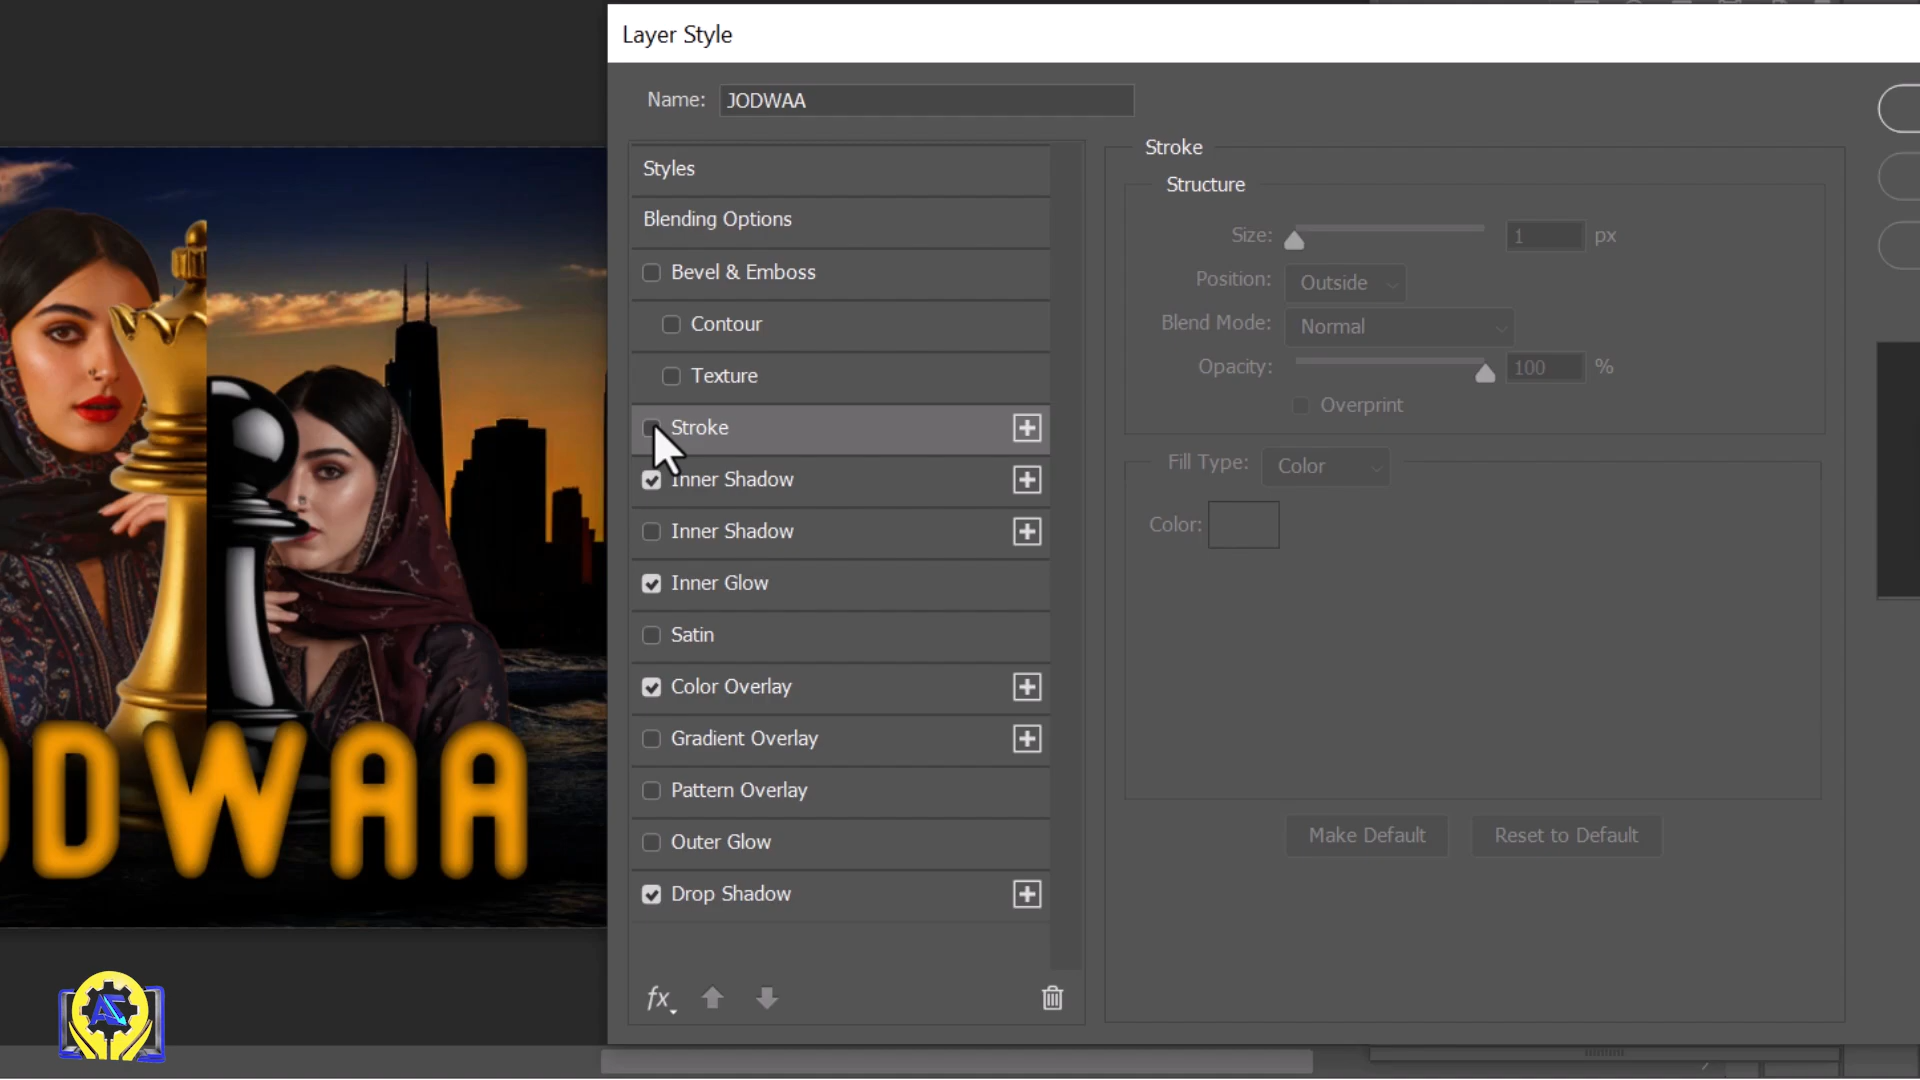 Layer Style
Name: JODWAA
Styles
Blending Options
Bevel & Emboss
Contour
Texture
Stroke
Inner Shadow
Inner Shadow
Inner Glow
Satin
Color Overlay
Gradient Overlay
Pattern Overlay
Outer Glow
Drop Shadow
fx
Stroke
Structure
Size: 1 px
Position: Outside
Blend Mode: Normal
Opacity: 100 %
Overprint
Fill Type: Color
Color:
Make Default Reset to Default
ODWAA